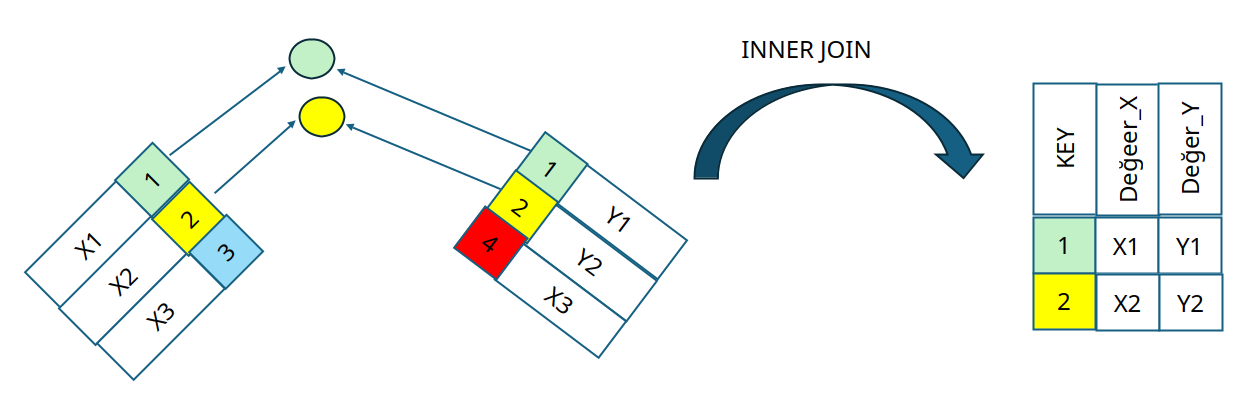 INNER JOIN
1
2
3
X1
X2
X3
1
2
4
Y1
Y2
X3
KEY Değeer_X Değer_Y
1 X1 Y1
2 X2 Y2